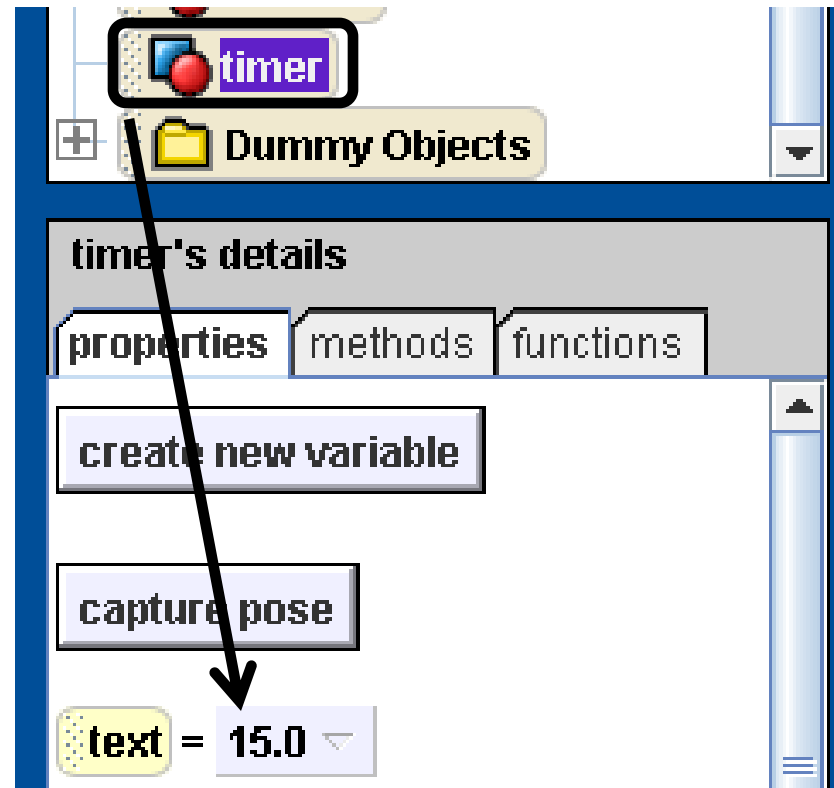 timer
Dummy Objects
timer's details
properties methods functions
create new variable
capture pose
text = 15.0